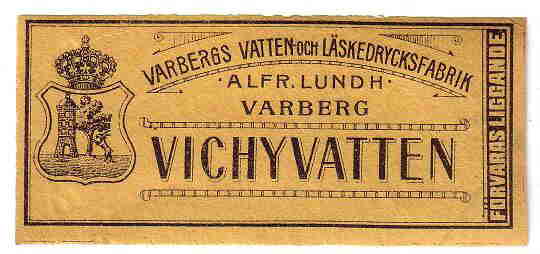 VARBERGS VATTEN- OCH LÄSKEDRYCKSFABRIK
· ALFR. LUNDH ·
VARBERG
VICHYVATTEN
FÖRVARAS LIGGANDE